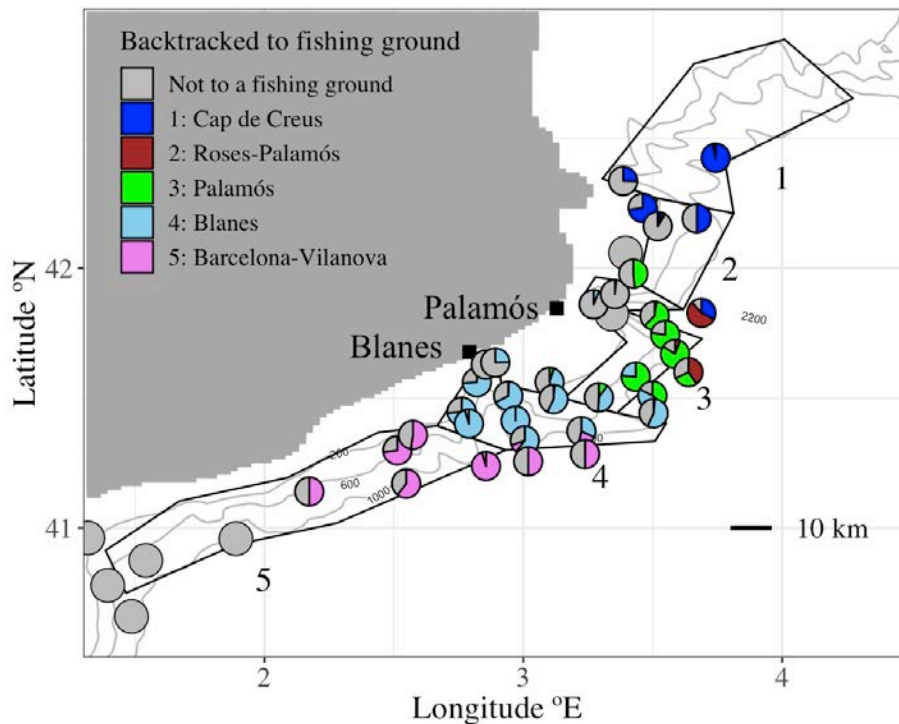 Backtracked to fishing ground
Not to a fishing ground
1: Cap de Creus
2: Roses-Palamós
3: Palamós
4: Blanes
5: Barcelona-Vilanova
1
2
42
Palamós
2200
Blanes
3
200
4
600
1000
41
10 km
5
2
3
4
Latitude ºN
Longitude ºE